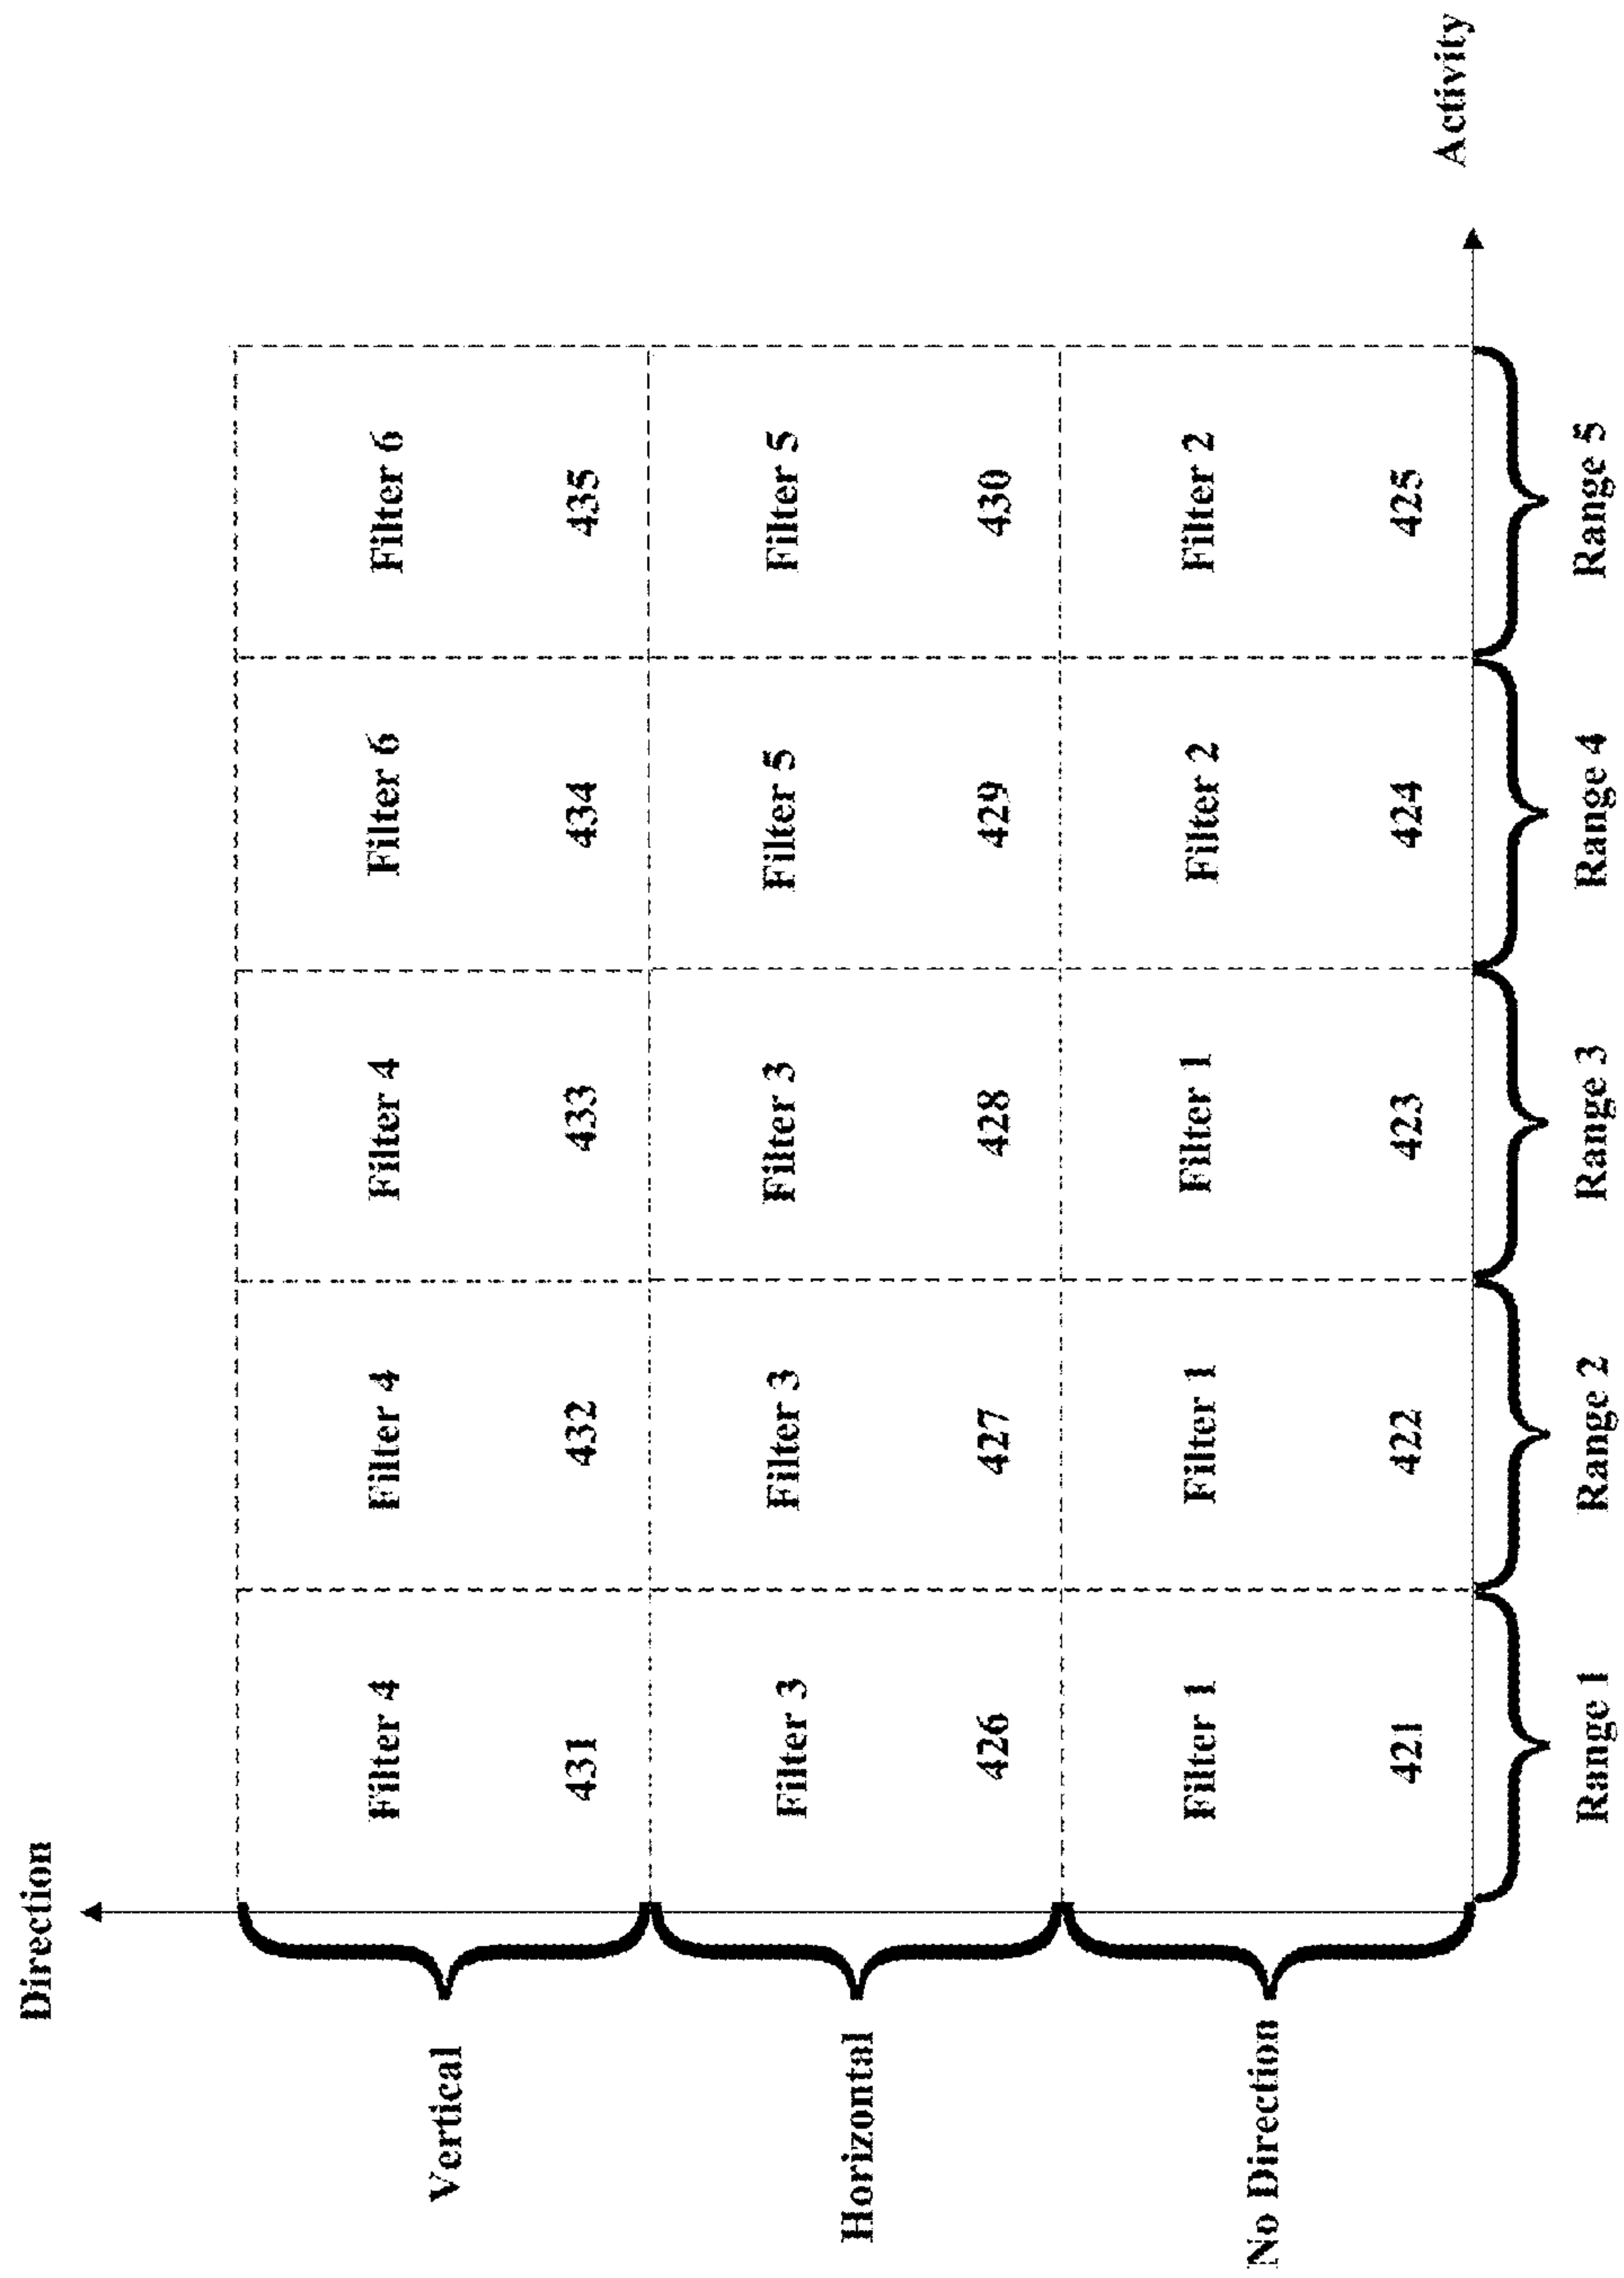 Direction
Vertical
Filter 4
Filter 4
Filter 4
Filter 6
Filter 6
431
432
433
434
435
Horizontal
Filter 3
Filter 3
Filter 3
Filter 5
Filter 5
426
427
428
429
430
No Direction
Filter 1
Filter 1
Filter 1
Filter 2
Filter 2
421
422
423
424
425
Activity
Range 1
Range 2
Range 3
Range 4
Range 5